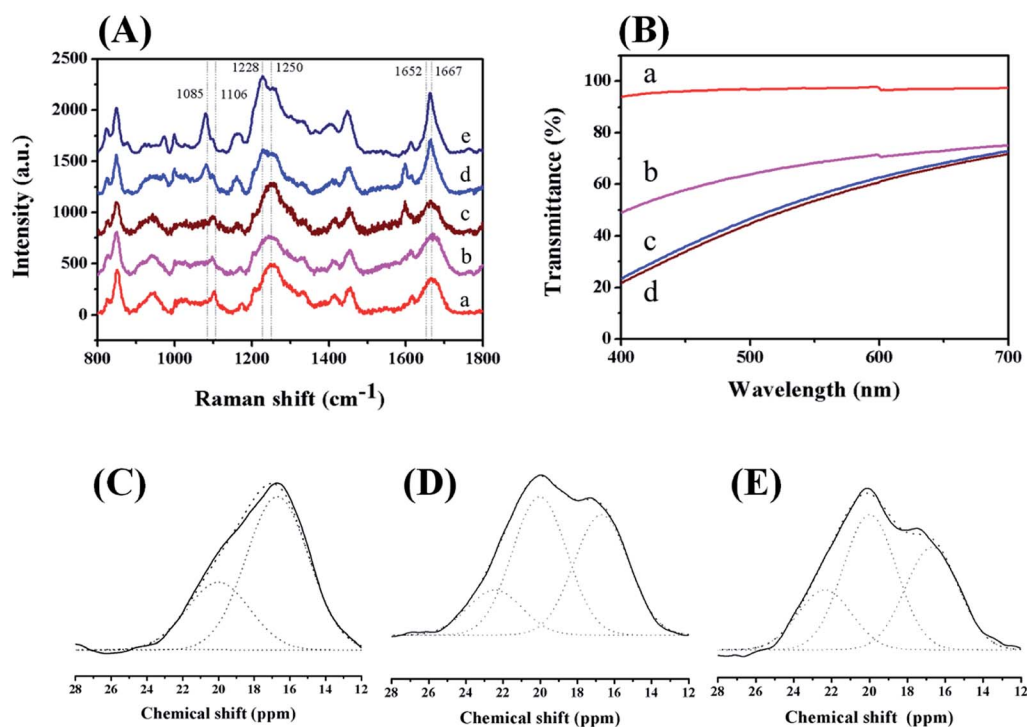 (A)
2500
2000
1500
1000
500
0
Intensity (a.u.)
1085
1106
1228
1250
1652
1667
e
d
c
b
a
800 1000 1200 1400 1600 1800
Raman shift (cm-1)
(B)
100
80
60
40
20
0
Transmittance (%)
a
b
c
d
400 500 600 700
Wavelength (nm)
(C)
28 26 24 22 20 18 16 14 12
Chemical shift (ppm)
(D)
28 26 24 22 20 18 16 14 12
Chemical shift (ppm)
(E)
28 26 24 22 20 18 16 14 12
Chemical shift (ppm)